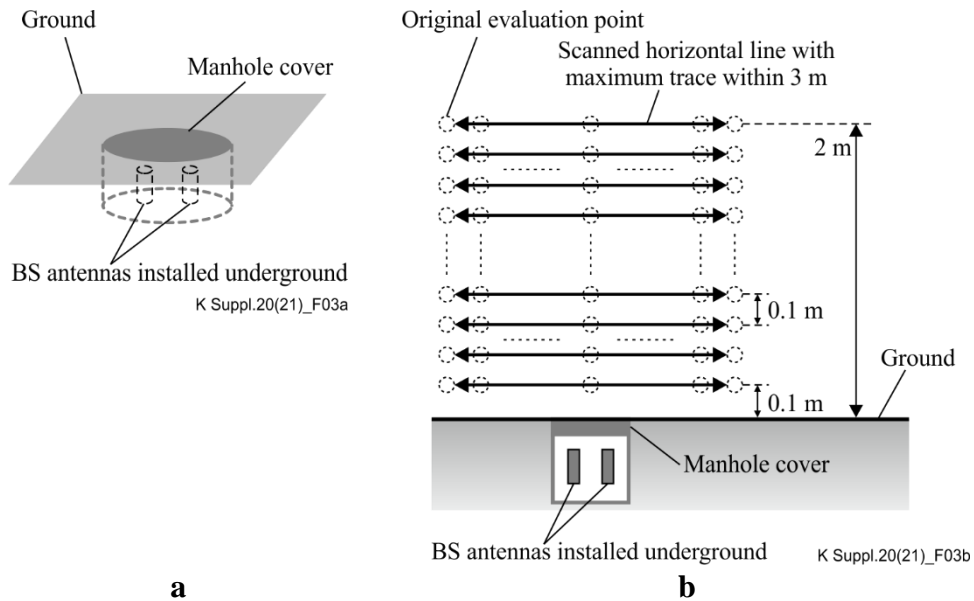 Ground
Manhole cover
BS antennas installed underground
K Suppl.20(21)_F03a
a
Original evaluation point
Scanned horizontal line with
maximum trace within 3 m
2 m
0.1 m
0.1 m
Ground
Manhole cover
BS antennas installed underground
K Suppl.20(21)_F03b
b